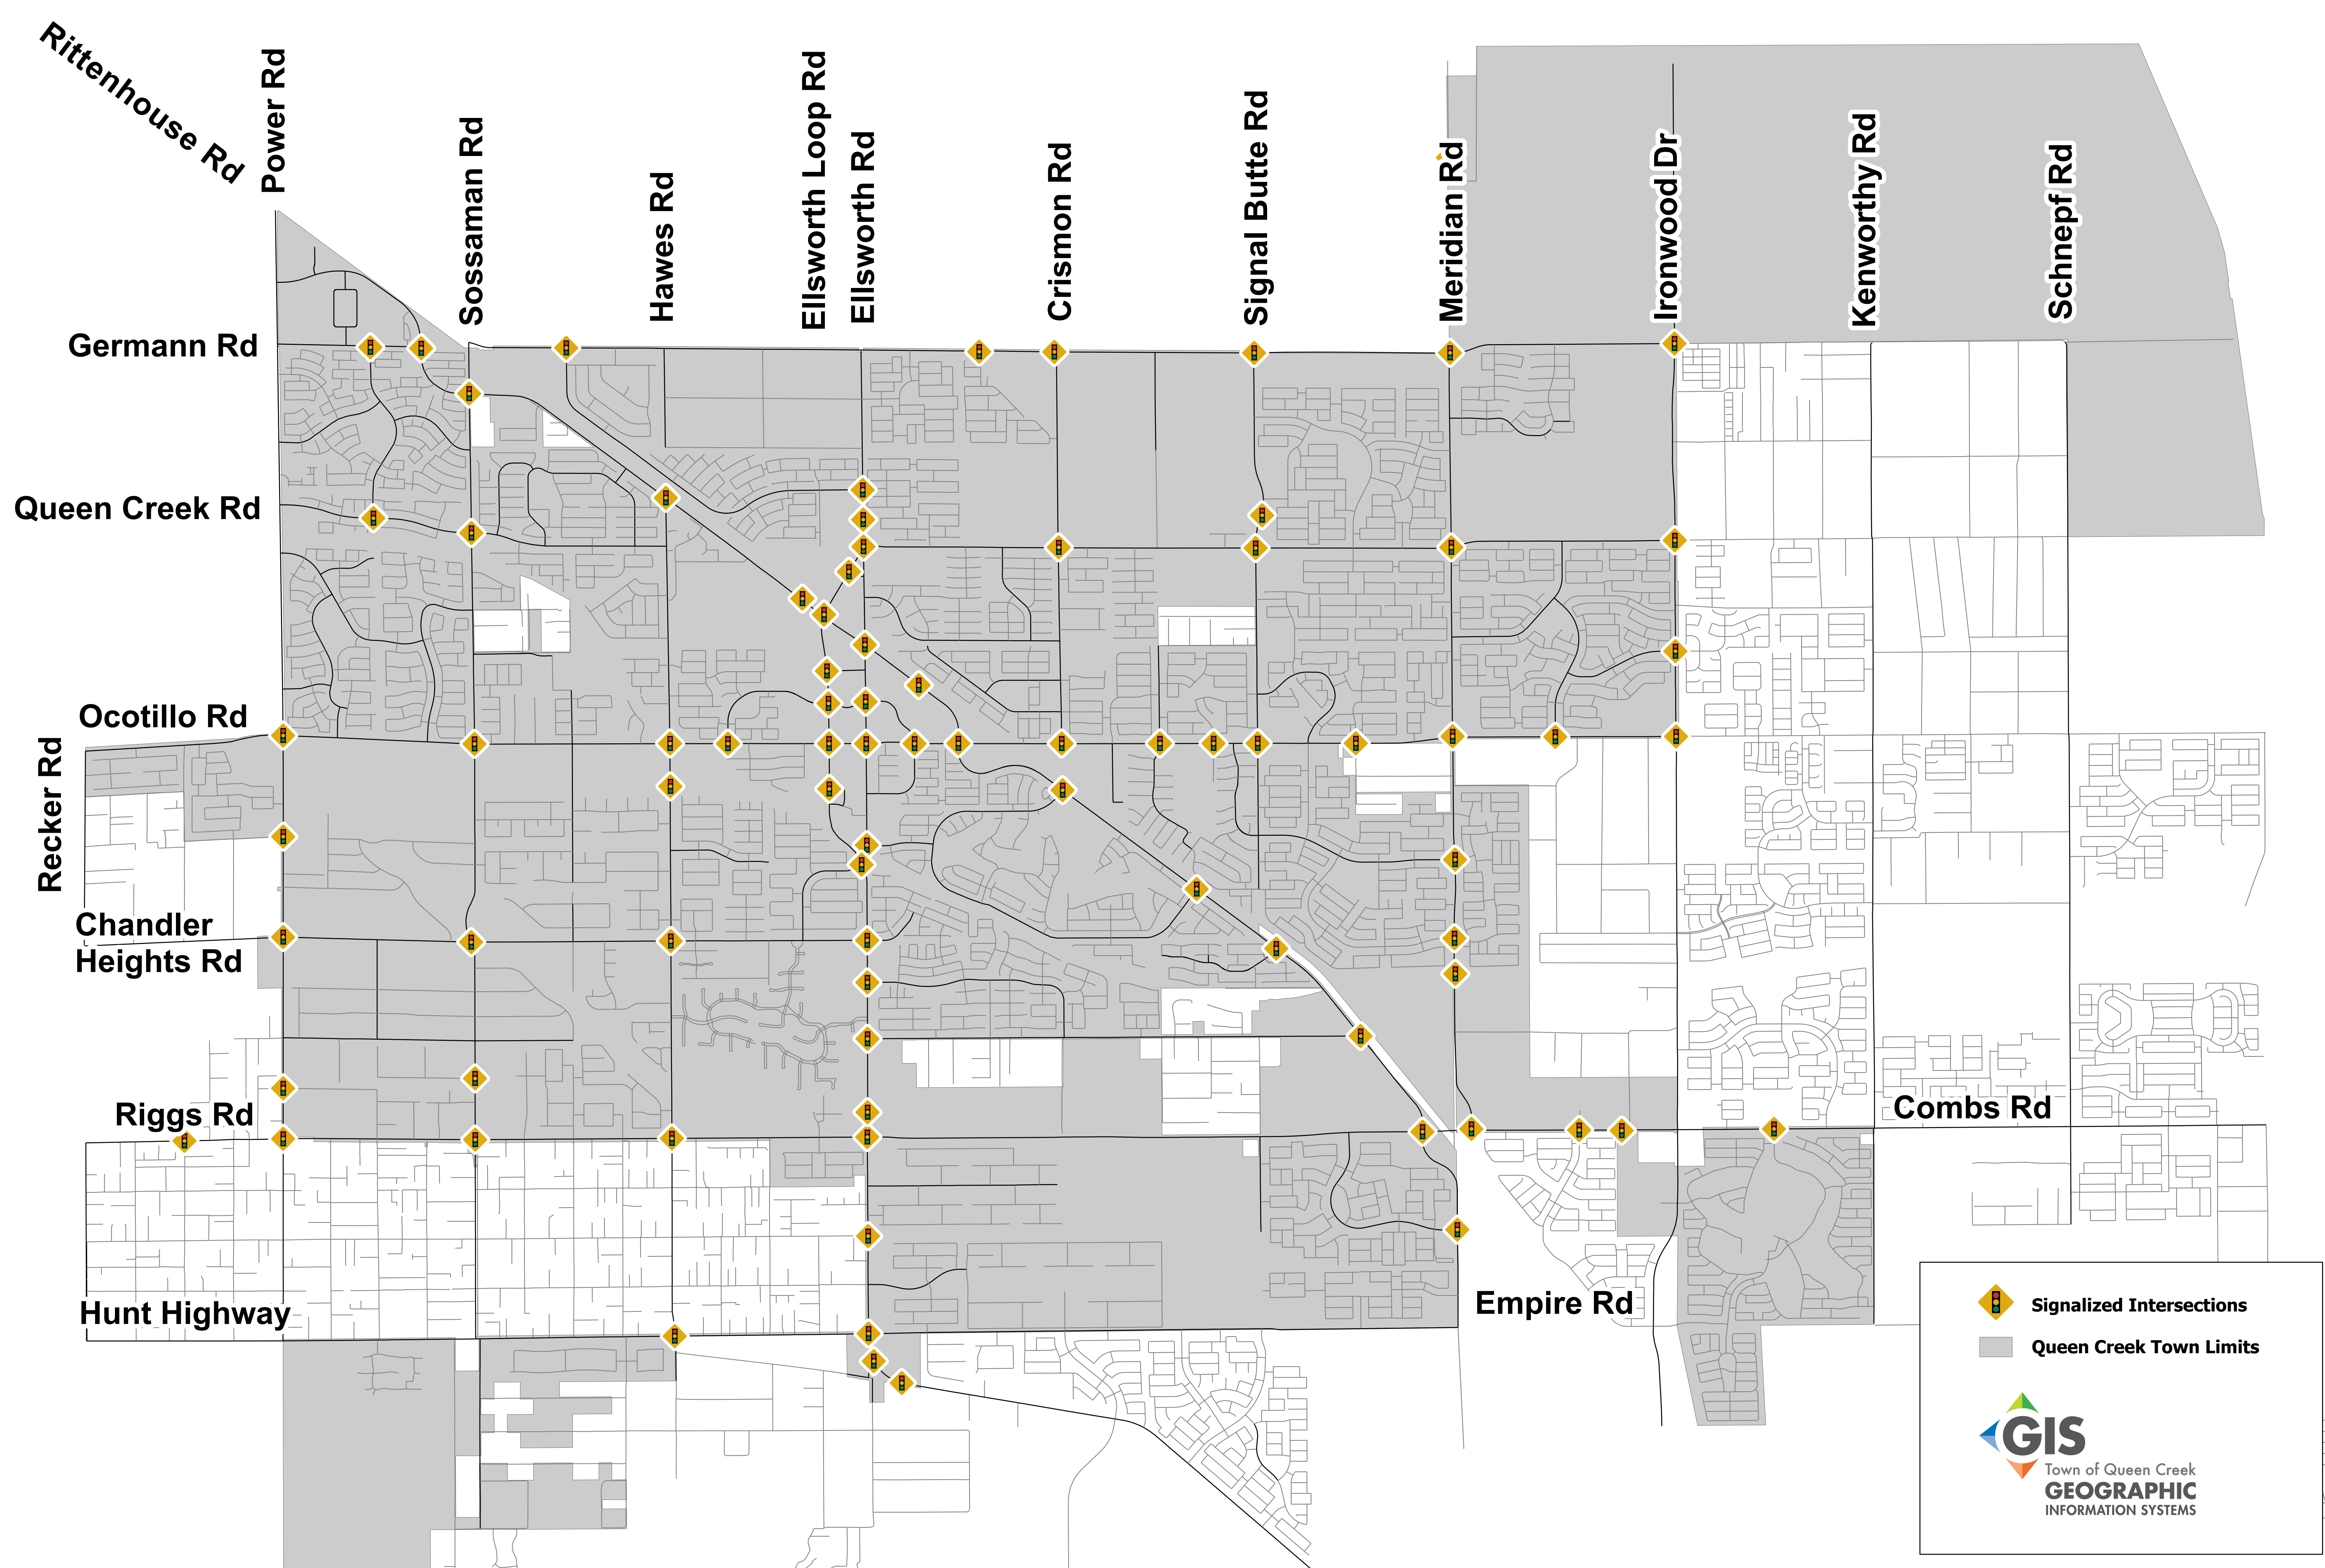 Rittenhouse Rd
Power Rd
Sossaman Rd
Hawes Rd
Ellsworth Loop Rd
Ellsworth Rd
Crismon Rd
Signal Butte Rd
Meridian Rd
Ironwood Dr
Kenworthy Rd
Schnepf Rd
Germann Rd
Queen Creek Rd
Ocotillo Rd
Recker Rd
Chandler
Heights Rd
Riggs Rd
Combs Rd
Hunt Highway
Empire Rd
Signalized Intersections
Queen Creek Town Limits
GIS
Town of Queen Creek
GEOGRAPHIC
INFORMATION SYSTEMS